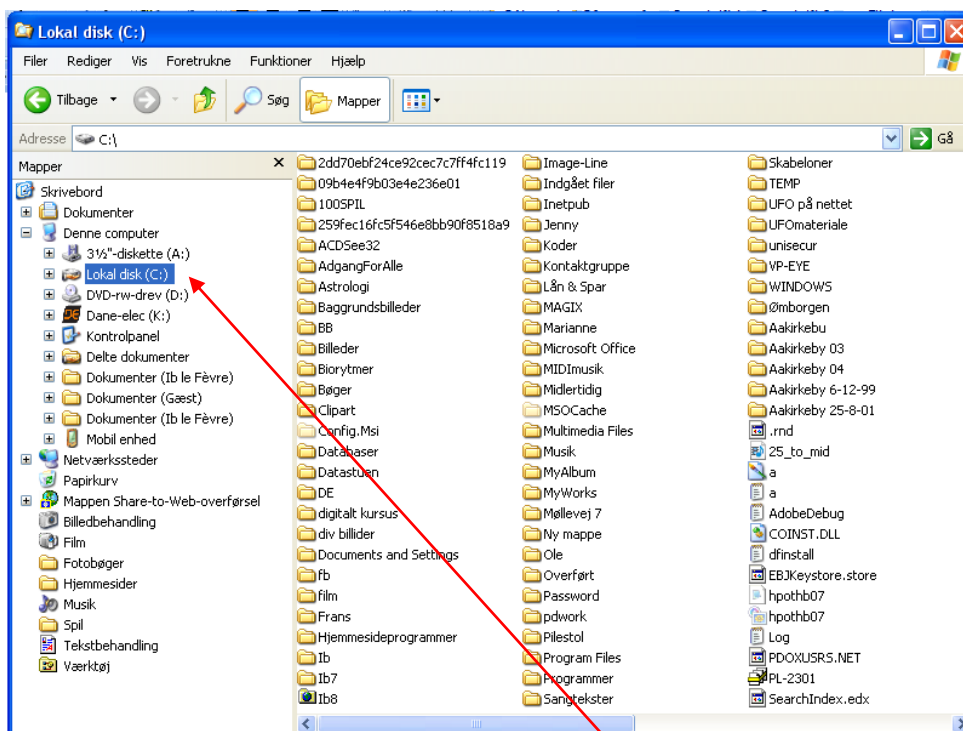 Lokal disk (C:)
Filer Rediger Vis Foretrukne Funktioner Hjælp
Tilbage Søg Mapper
Adresse C:\ Gå
Mapper
Skrivebord
Dokumenter
Denne computer
3½"-diskette (A:)
Lokal disk (C:)
DVD-rw-drev (D:)
Dane-elec (K:)
Kontrolpanel
Delte dokumenter
Dokumenter (Ib le Fèvre)
Dokumenter (Gæst)
Dokumenter (Ib le Fèvre)
Mobil enhed
Netværkssteder
Papirkurv
Mappen Share-to-Web-overførsel
Billedbehandling
Film
Fotobøger
Hjemmesider
Musik
Spil
Tekstbehandling
Værktøj
2dd70ebf24ce92cec7c7ff4fc119
09b4e4f9b03e4e236e01
100SPIL
259fec16fc5f546e8bb90f8518a9
ACDSee32
AdgangForAlle
Astrologi
Baggrundsbilleder
BB
Billeder
Biorytmer
Bøger
Clipart
Config.Msi
Databaser
Datastuen
DE
digitalt kursus
div billider
Documents and Settings
fb
film
Frans
Hjemmesideprogrammer
Ib
Ib7
Ib8
Image-Line
Indgået filer
Inetpub
Jenny
Koder
Kontaktgruppe
Lån & Spar
MAGIX
Marianne
Microsoft Office
MIDImusik
Midlertidig
MSOCache
Multimedia Files
Musik
MyAlbum
MyWorks
Møllevej 7
Ny mappe
Ole
Overført
Password
pdwork
Pilestol
Program Files
Programmer
Sangtekster
Skabeloner
TEMP
UFO på nettet
UFOmateriale
unisecur
VP-EYE
WINDOWS
Ømborgen
Aakirkebu
Aakirkeby 03
Aakirkeby 04
Aakirkeby 6-12-99
Aakirkeby 25-8-01
.rnd
25_to_mid
a
a
AdobeDebug
COINST.DLL
dfinstall
EBJKeystore.store
hpothb07
hpothb07
Log
PDOXUSRS.NET
PL-2301
SearchIndex.edx